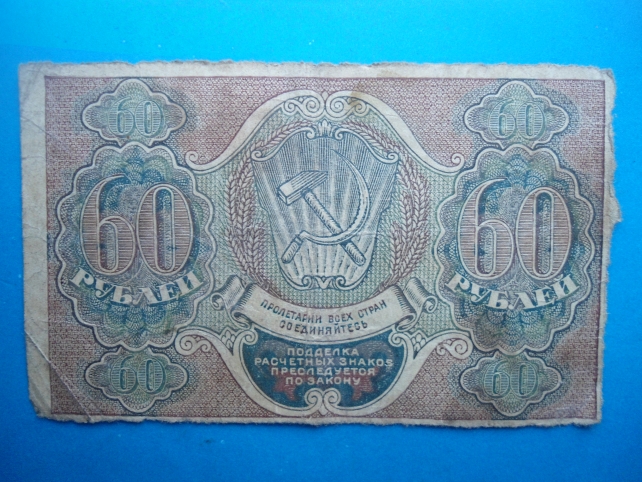 60 60
60 60
РУБЛЕЙ РУБЛЕЙ
ПРОЛЕТАРИИ ВСЕХ СТРАН
СОЕДИНЯЙТЕСЬ
ПОДДЕЛКА
РАСЧЕТНЫХ ЗНАКОВ
ПРЕСЛЕДУЕТСЯ
ПО ЗАКОНУ
60 60